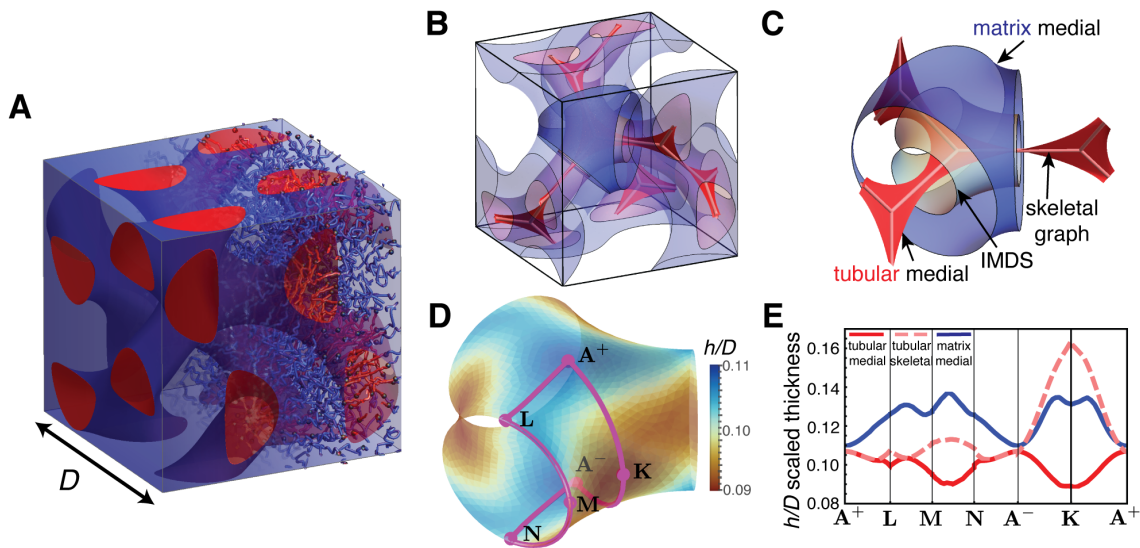 A
D
B
C
matrix medial
skeletal
graph
IMDS
tubular medial
D
h/D
0.11
0.10
0.09
A⁺
L
A⁻
K
M
N
E
h/D scaled thickness
0.16
0.14
0.12
0.10
0.08
tubular
medial
tubular
skeletal
matrix
medial
A⁺ L M N A⁻ K A⁺